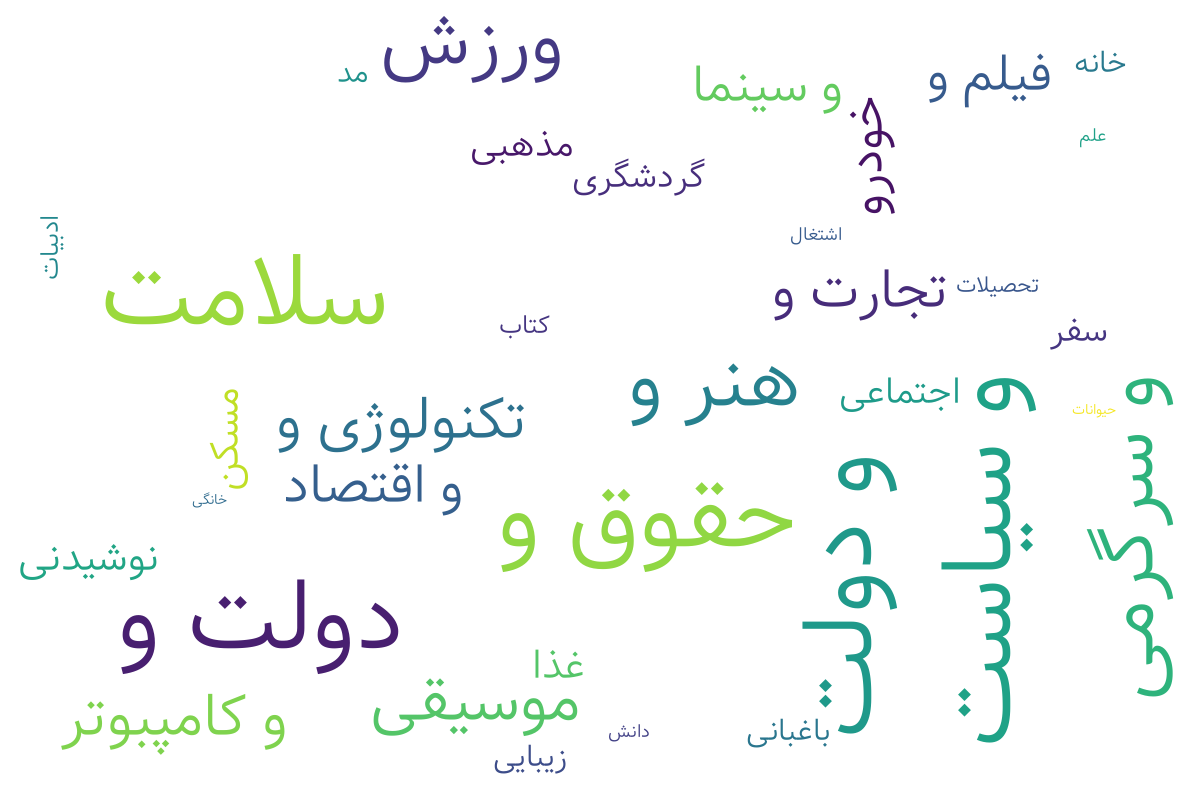 ورزش
مد
و سینما
فیلم و
خانه
خودرو
علم
مذهبی
گردشگری
ادبیات
اشتغال
سلامت
تجارت و
تحصیلات
کتاب
سفر
هنر و
اجتماعی
و سیاست
و سرگرمی
حیوانات
مسکن
تکنولوژی و
و اقتصاد
خانگی
حقوق و
و دولت
نوشیدنی
دولت و
غذا
و کامپیوتر
موسیقی
دانش
باغبانی
زیبایی